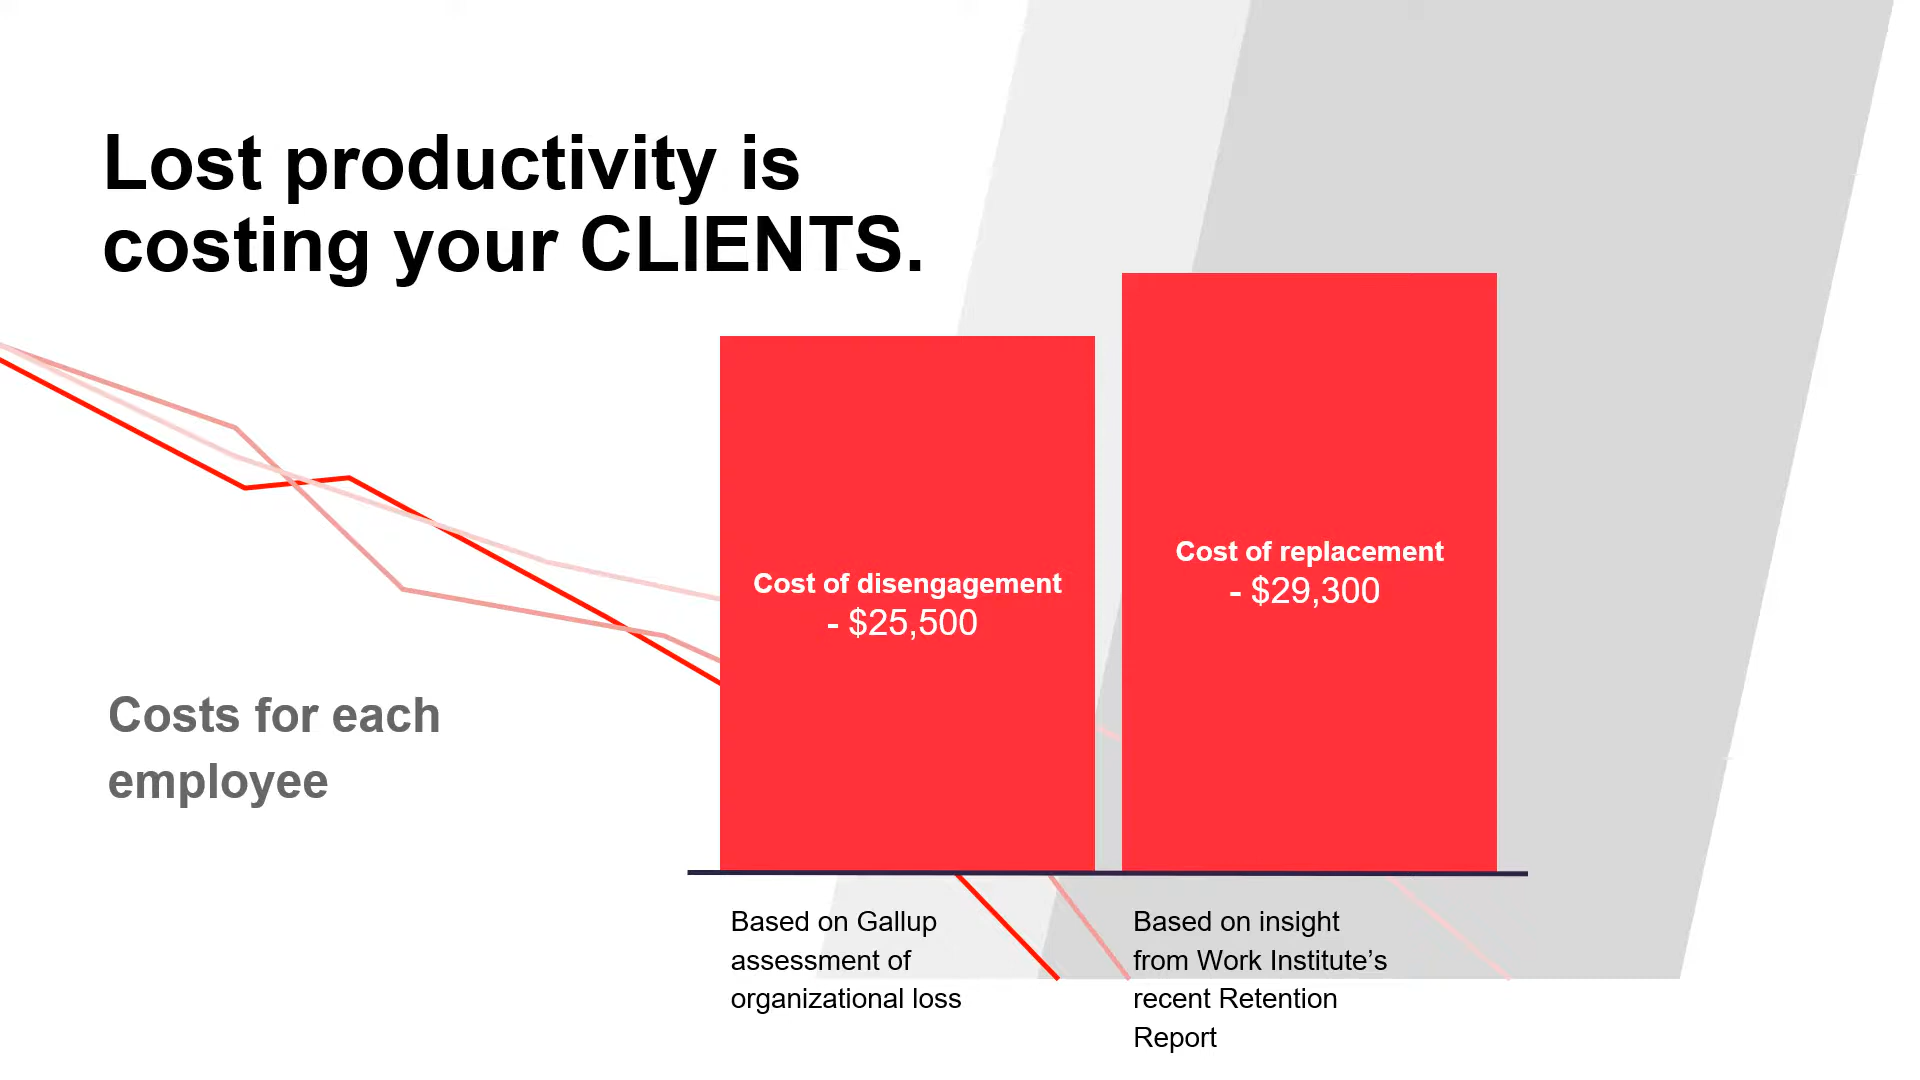 Lost productivity is
costing your CLIENTS.
Cost of disengagement
- $25,500
Cost of replacement
- $29,300
Costs for each
employee
Based on Gallup
assessment of
organizational loss
Based on insight
from Work Institute’s
recent Retention
Report